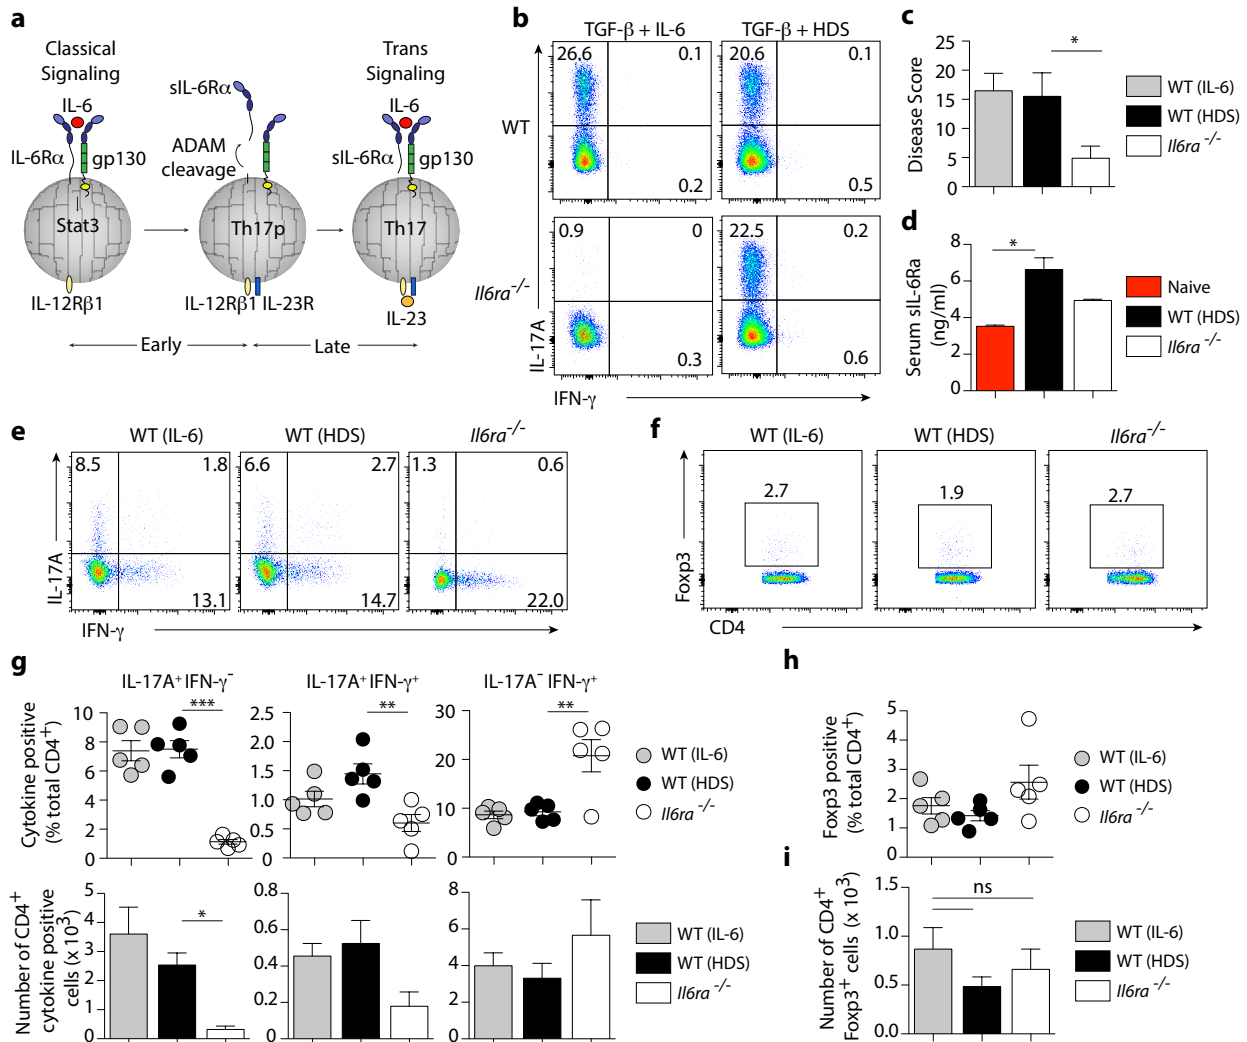 a
Classical
Signaling
IL-6
IL-6Rα
gp130
Stat3
IL-12Rβ1
sIL-6Rα
ADAM
cleavage
Th17p
IL-12Rβ1 IL-23R
Trans
Signaling
IL-6
sIL-6Rα
gp130
Th17
IL-23
Early
Late
b
TGF-β + IL-6
TGF-β + HDS
WT
26.6
0.1
0.2
20.6
0.1
0.5
Il6ra-/-
0.9
0
0.3
22.5
0.2
0.6
IL-17A
IFN-γ
c
Disease Score
25
20
15
10
5
0
*
WT (IL-6)
WT (HDS)
Il6ra-/-
d
Serum sIL-6Ra
(ng/ml)
8
6
4
2
0
*
Naive
WT (HDS)
Il6ra-/-
e
WT (IL-6)
WT (HDS)
Il6ra-/-
8.5
1.8
13.1
6.6
2.7
14.7
1.3
0.6
22.0
IL-17A
IFN-γ
f
WT (IL-6)
WT (HDS)
Il6ra-/-
2.7
1.9
2.7
Foxp3
CD4
g
IL-17A+IFN-γ-
IL-17A+IFN-γ+
IL-17A- IFN-γ+
Cytokine positive
(% total CD4+)
10
8
6
4
2
0
***
2.5
2.0
1.5
1.0
0.5
0
**
30
20
10
0
**
WT (IL-6)
WT (HDS)
Il6ra-/-
Number of CD4+
cytokine positive
cells (x 10³)
5
4
3
2
1
0
*
0.8
0.6
0.4
0.2
0
8
6
4
2
0
WT (IL-6)
WT (HDS)
Il6ra-/-
h
Foxp3 positive
(% total CD4+)
5
4
3
2
1
0
WT (IL-6)
WT (HDS)
Il6ra-/-
i
Number of CD4+
Foxp3+ cells (x 10³)
1.5
1.0
0.5
0.0
ns
WT (IL-6)
WT (HDS)
Il6ra-/-